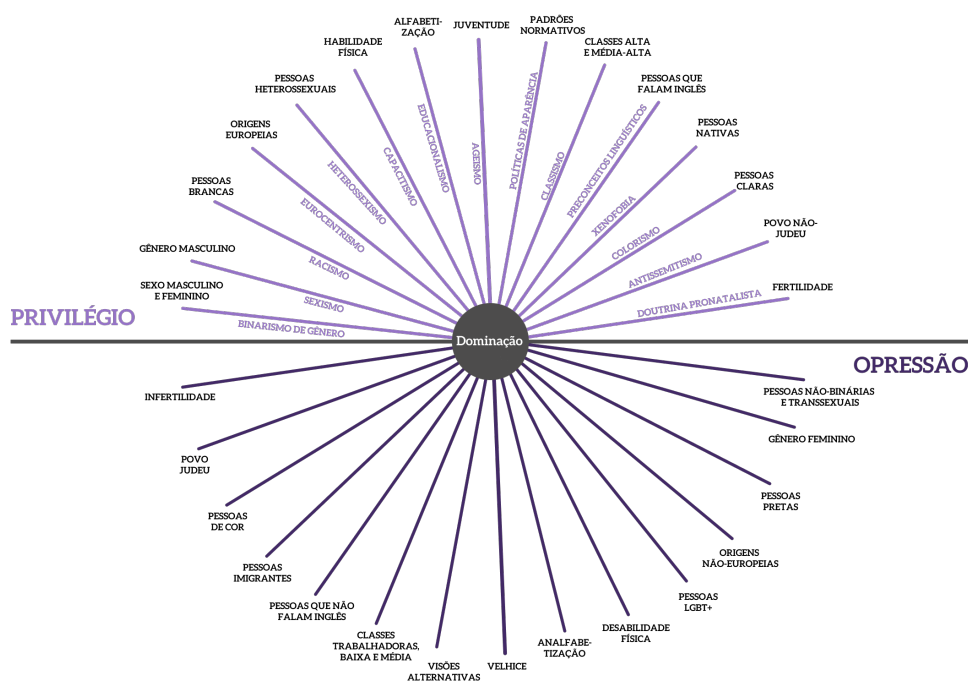 ALFABETI-
ZAÇÃO
JUVENTUDE
PADRÕES
NORMATIVOS
HABILIDADE
FÍSICA
CLASSES ALTA
E MÉDIA-ALTA
PESSOAS
HETEROSSEXUAIS
PESSOAS QUE
FALAM INGLÊS
ORIGENS
EUROPEIAS
PESSOAS
NATIVAS
PESSOAS
BRANCAS
PESSOAS
CLARAS
GÊNERO MASCULINO
POVO NÃO-
JUDEU
SEXO MASCULINO
E FEMININO
FERTILIDADE
BINARISMO DE GÊNERO
SEXISMO
RACISMO
EUROCENTRISMO
HETEROSSEXISMO
CAPACITISMO
EDUCACIONALISMO
AGEISMO
POLÍTICAS DE APARÊNCIA
CLASSISMO
PRECONCEITOS LINGUÍSTICOS
XENOFOBIA
COLORISMO
ANTISSEMITISMO
DOUTRINA PRONATALISTA
PRIVILÉGIO
Dominação
OPRESSÃO
INFERTILIDADE
PESSOAS NÃO-BINÁRIAS
E TRANSSEXUAIS
GÊNERO FEMININO
POVO
JUDEU
PESSOAS
PRETAS
PESSOAS
DE COR
ORIGENS
NÃO-EUROPEIAS
PESSOAS
IMIGRANTES
PESSOAS
LGBT+
PESSOAS QUE NÃO
FALAM INGLÊS
DESABILIDADE
FÍSICA
CLASSES
TRABALHADORAS,
BAIXA E MÉDIA
ANALFABE-
TIZAÇÃO
VISÕES
ALTERNATIVAS
VELHICE